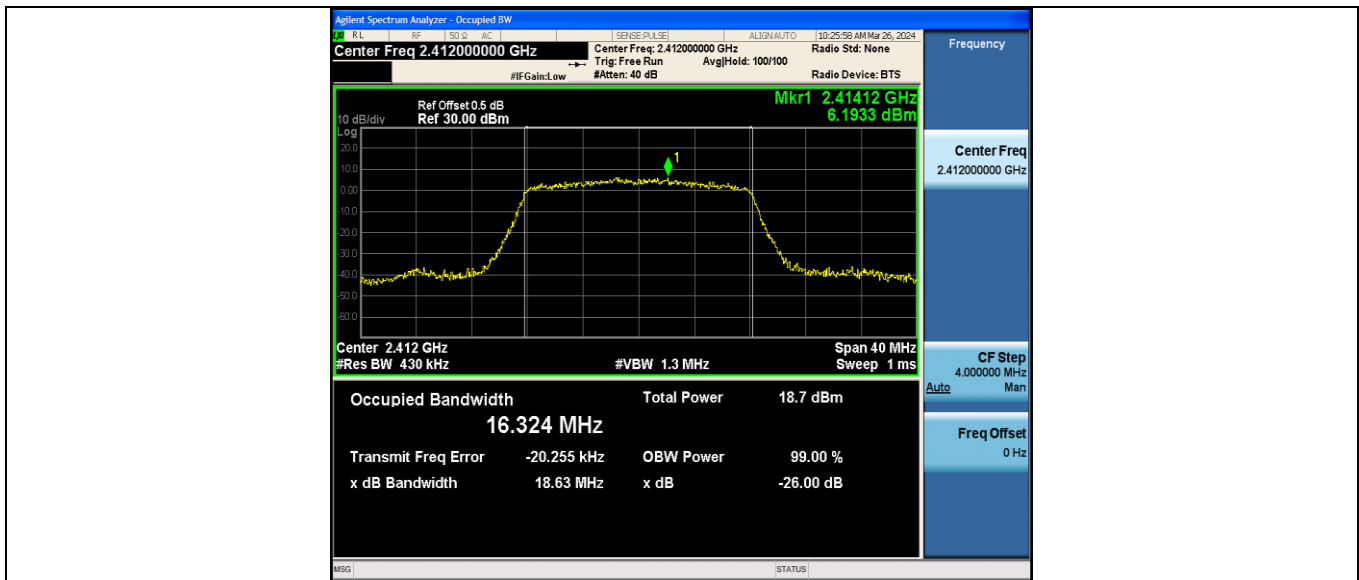 Agilent Spectrum Analyzer - Occupied BW
RL RF 50 Ω AC SENSE:PULSE ALIGN AUTO 10:25:58 AM Mar 26, 2024
Center Freq 2.412000000 GHz
Center Freq: 2.412000000 GHz
Radio Std: None
Trig: Free Run Avg|Hold: 100/100
#IFGain:Low
#Atten: 40 dB
Radio Device: BTS
Mkr1 2.41412 GHz
6.1933 dBm
Ref Offset 0.5 dB
10 dB/div Ref 30.00 dBm
Log
20.0
10.0
0.00
-10.0
-20.0
-30.0
-40.0
-50.0
-60.0
1
Center 2.412 GHz
Span 40 MHz
#Res BW 430 kHz
#VBW 1.3 MHz
Sweep 1 ms
Occupied Bandwidth
Total Power 18.7 dBm
16.324 MHz
Transmit Freq Error -20.255 kHz
OBW Power 99.00 %
x dB Bandwidth 18.63 MHz
x dB -26.00 dB
Frequency
Center Freq
2.412000000 GHz
CF Step
4.000000 MHz
Auto Man
Freq Offset
0 Hz
MSG
STATUS